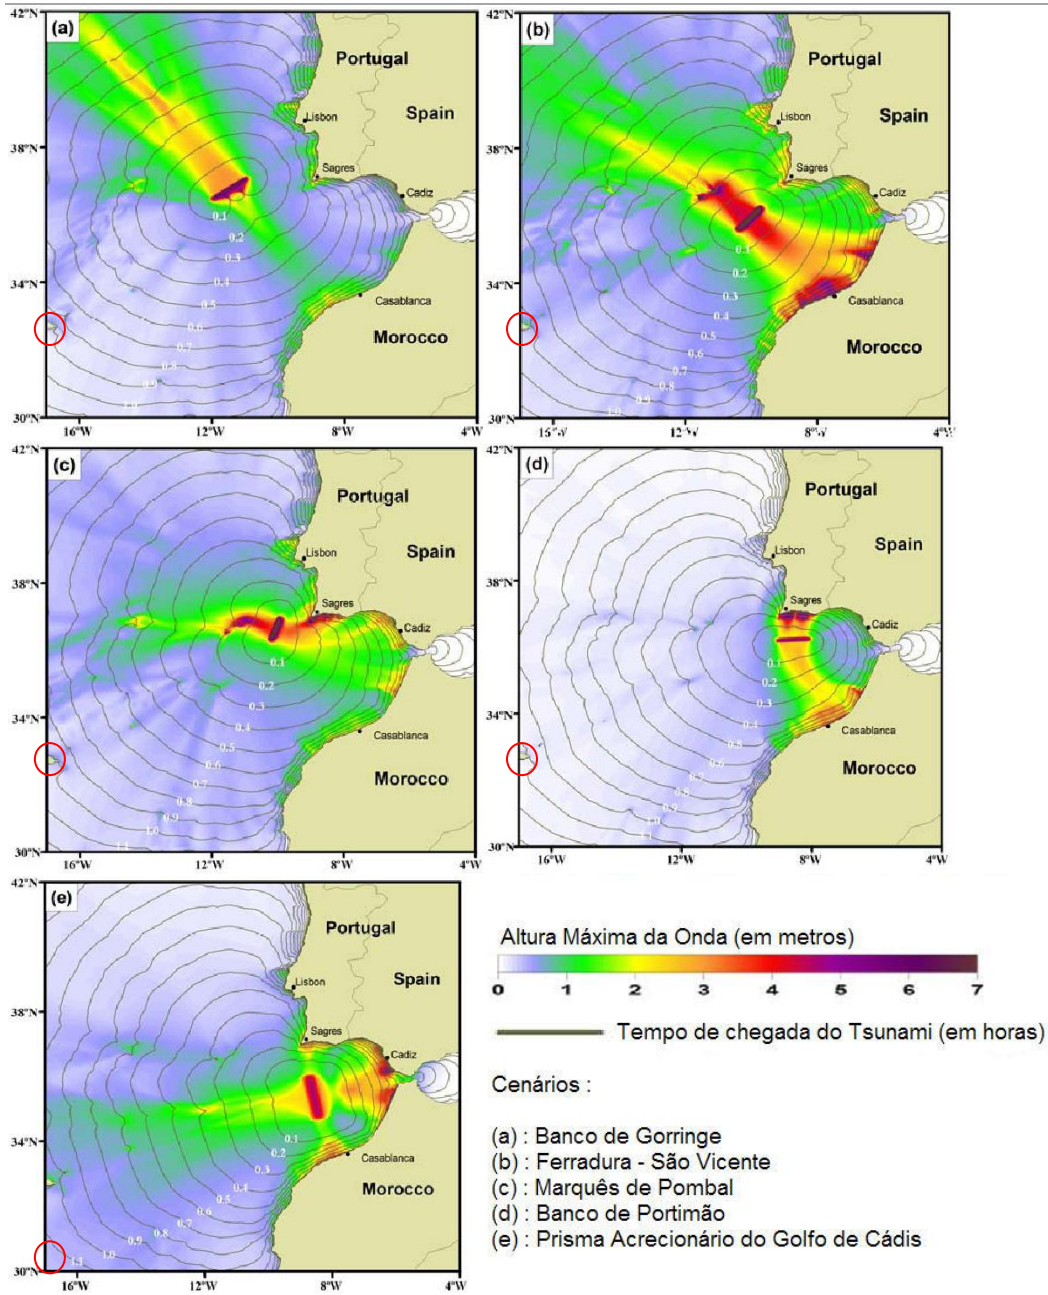 42°N
(a)
Portugal
Spain
Lisbon
38°N
Sagres
Cadiz
0.1
0.2
0.3
34°N
0.4
0.5
0.6
0.7
0.8
0.9
1.0
Casablanca
Morocco
30°N
16°W
12°W
8°W
4°W
42°N
(b)
Portugal
Spain
Lisbon
38°N
Sagres
Cadiz
0.1
0.2
0.3
34°N
0.4
0.5
0.6
0.7
0.8
0.9
1.0
Casablanca
Morocco
30°N
12°W
8°W
4°W
42°N
(c)
Portugal
Spain
Lisbon
38°N
Sagres
Cadiz
0.1
0.2
0.3
34°N
0.4
0.5
0.6
0.7
0.8
0.9
1.0
1.1
Casablanca
Morocco
30°N
16°W
12°W
8°W
4°W
42°N
(d)
Portugal
Spain
Lisbon
38°N
Sagres
Cadiz
0.1
0.2
0.3
34°N
0.4
0.6
0.7
0.8
0.9
1.0
1.1
Casablanca
Morocco
30°N
16°W
12°W
8°W
4°W
42°N
(e)
Portugal
Spain
Lisbon
38°N
Sagres
Cadiz
0.1
0.2
0.3
34°N
0.4
0.5
0.6
0.7
0.8
0.9
1.0
1.1
Casablanca
Morocco
30°N
16°W
12°W
8°W
4°W
Altura Máxima da Onda (em metros)
0 1 2 3 4 5 6 7
Tempo de chegada do Tsunami (em horas)
Cenários :
(a) : Banco de Gorringe
(b) : Ferradura - São Vicente
(c) : Marquês de Pombal
(d) : Banco de Portimão
(e) : Prisma Acrecionário do Golfo de Cádis